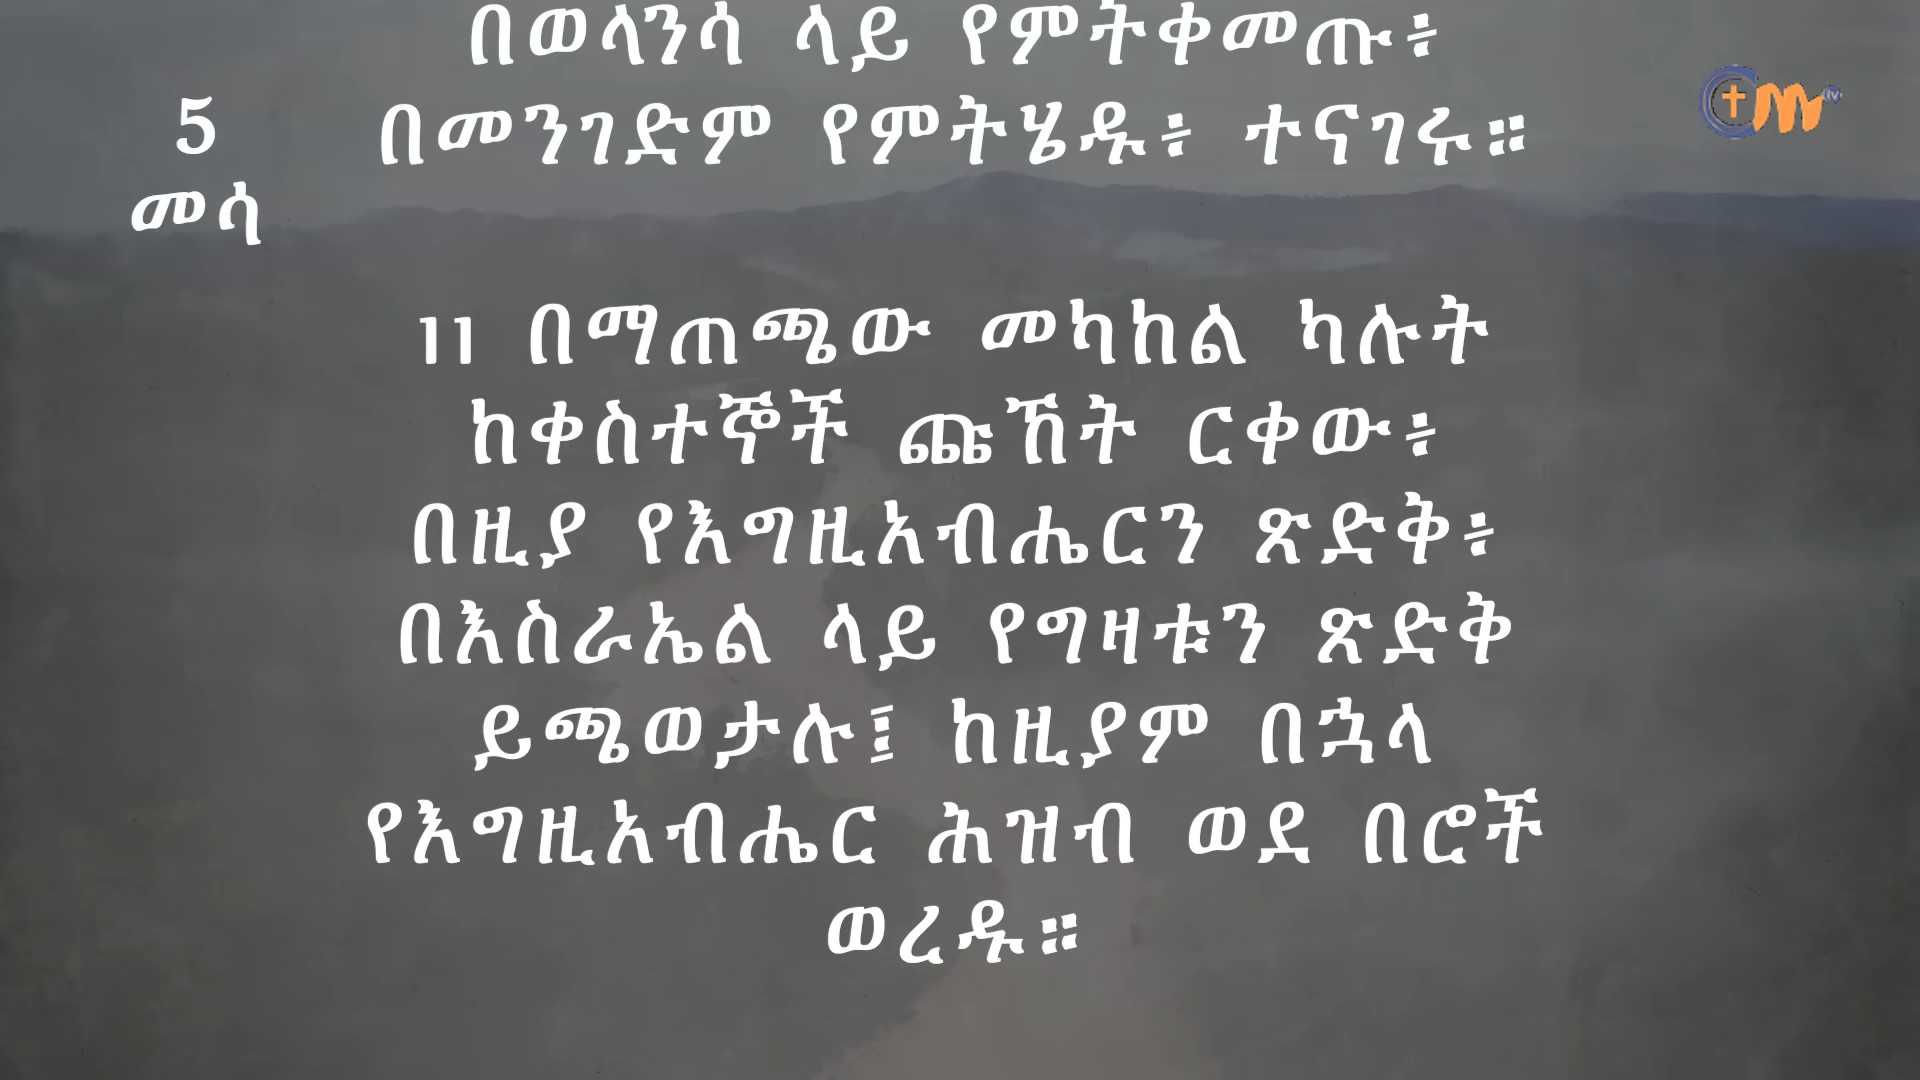 በወላንሳ ላይ የምትቀመጡ፥
5
በመንገድም የምትሄዱ፥ ተናገሩ።
መሳ
11 በማጠጫው መካከል ካሉት
ከቀስተኞች ጩኸት ርቀው፥
በዚያ የእግዚአብሔርን ጽድቅ፥
በእስራኤል ላይ የግዛቱን ጽድቅ
ይጫወታሉ፤ ከዚያም በኋላ
የእግዚአብሔር ሕዝብ ወደ በሮች
ወረዱ።